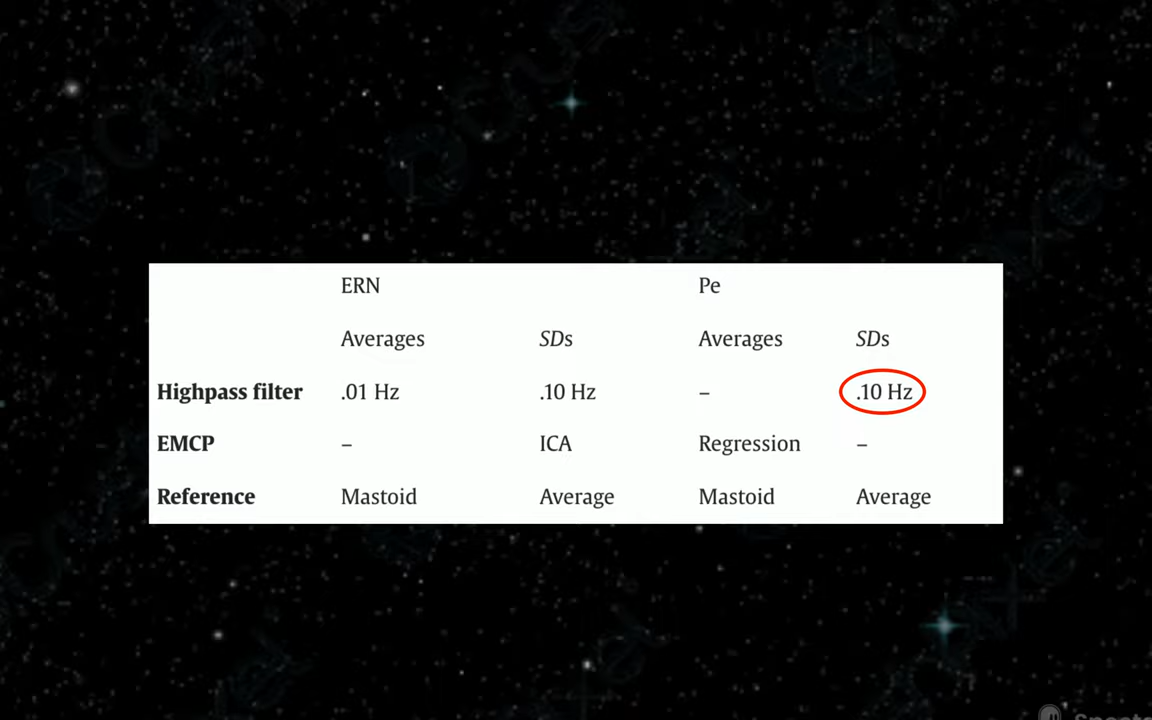 ERN Pe
Averages SDs Averages SDs
Highpass filter .01 Hz .10 Hz – .10 Hz
EMCP – ICA Regression –
Reference Mastoid Average Mastoid Average